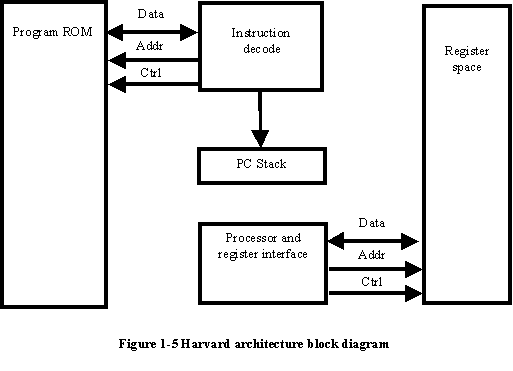 Program ROM
Data
Addr
Ctrl
Instruction
decode
Register
space
PC Stack
Processor and
register interface
Data
Addr
Ctrl
Figure 1-5 Harvard architecture block diagram